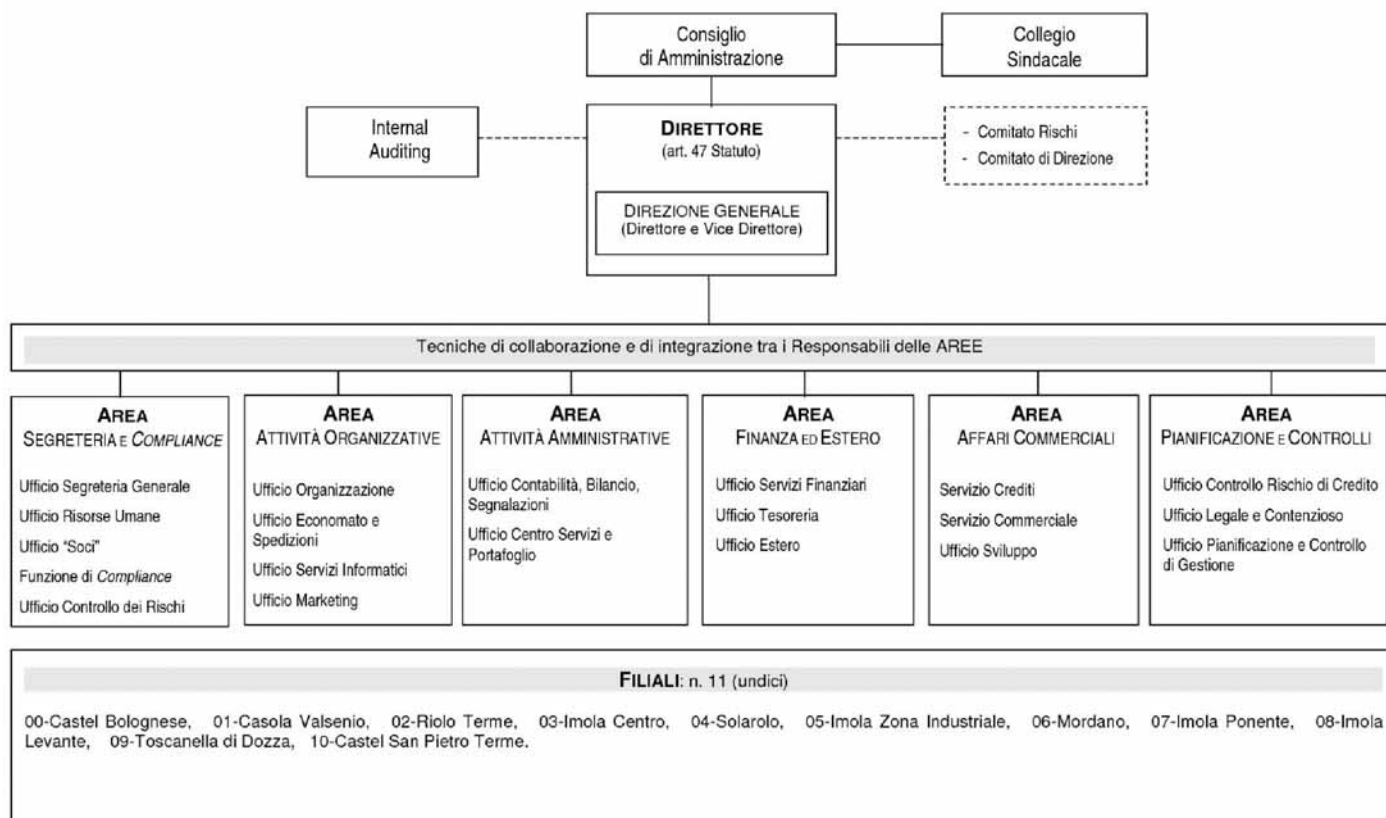 Consiglio
di Amministrazione
Collegio
Sindacale
Internal
Auditing
DIRETTORE
(art. 47 Statuto)
- Comitato Rischi
- Comitato di Direzione
DIREZIONE GENERALE
(Direttore e Vice Direttore)
Tecniche di collaborazione e di integrazione tra i Responsabili delle AREE
AREA
SEGRETERIA E COMPLIANCE
Ufficio Segreteria Generale
Ufficio Risorse Umane
Ufficio "Soci"
Funzione di Compliance
Ufficio Controllo dei Rischi
AREA
ATTIVITÀ ORGANIZZATIVE
Ufficio Organizzazione
Ufficio Economato e
Spedizioni
Ufficio Servizi Informatici
Ufficio Marketing
AREA
ATTIVITÀ AMMINISTRATIVE
Ufficio Contabilità, Bilancio,
Segnalazioni
Ufficio Centro Servizi e
Portafoglio
AREA
FINANZA ED ESTERO
Ufficio Servizi Finanziari
Ufficio Tesoreria
Ufficio Estero
AREA
AFFARI COMMERCIALI
Servizio Crediti
Servizio Commerciale
Ufficio Sviluppo
AREA
PIANIFICAZIONE E CONTROLLI
Ufficio Controllo Rischio di Credito
Ufficio Legale e Contenzioso
Ufficio Pianificazione e Controllo
di Gestione
FILIALI: n. 11 (undici)
00-Castel Bolognese, 01-Casola Valsenio, 02-Riolo Terme, 03-Imola Centro, 04-Solarolo, 05-Imola Zona Industriale, 06-Mordano, 07-Imola Ponente, 08-Imola
Levante, 09-Toscanella di Dozza, 10-Castel San Pietro Terme.